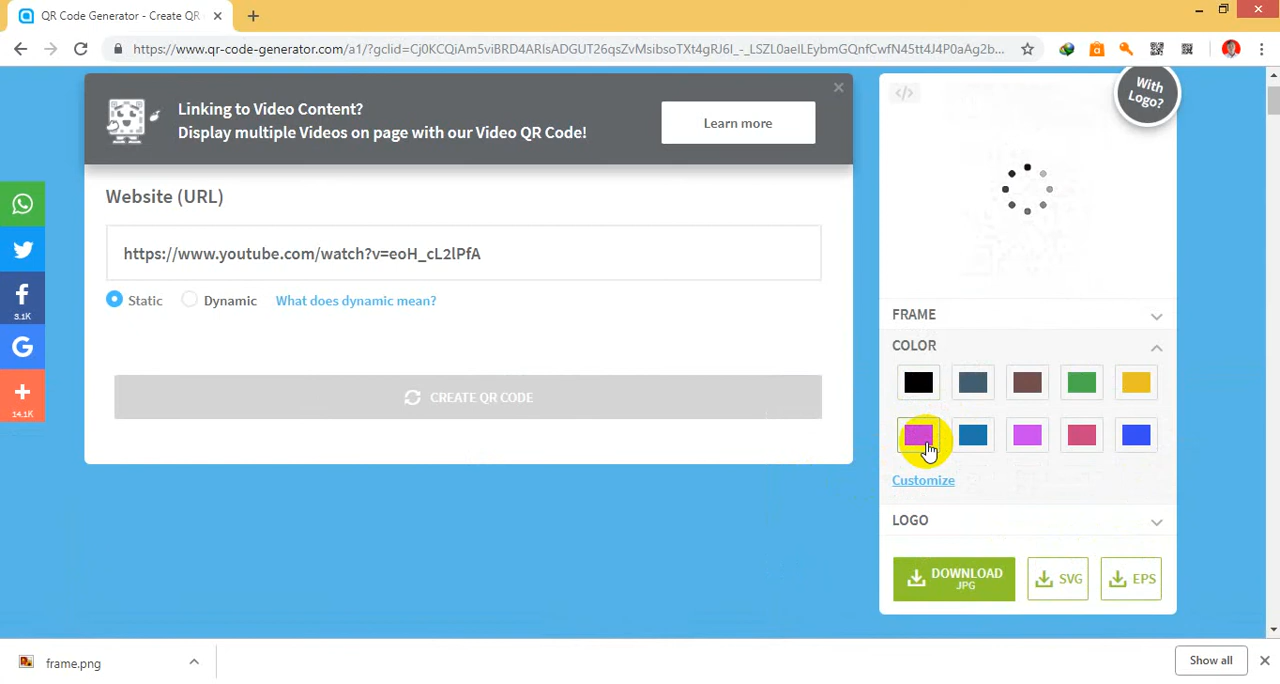 QR Code Generator - Create QR
https://www.qr-code-generator.com/a1/?gclid=Cj0KCQiAm5viBRD4ARIsADGUT26qsZvMsibsoTXt4gRJ6I_-_LSZL0aeILEybmGQnfCwfN45tt4J4P0aAg2b...
Linking to Video Content?
Display multiple Videos on page with our Video QR Code!
Learn more
With
Logo?
</>
Website (URL)
https://www.youtube.com/watch?v=eoH_cL2lPfA
Static
Dynamic
What does dynamic mean?
CREATE QR CODE
3.1K
14.1K
FRAME
COLOR
Customize
LOGO
DOWNLOAD
JPG
SVG
EPS
frame.png
Show all